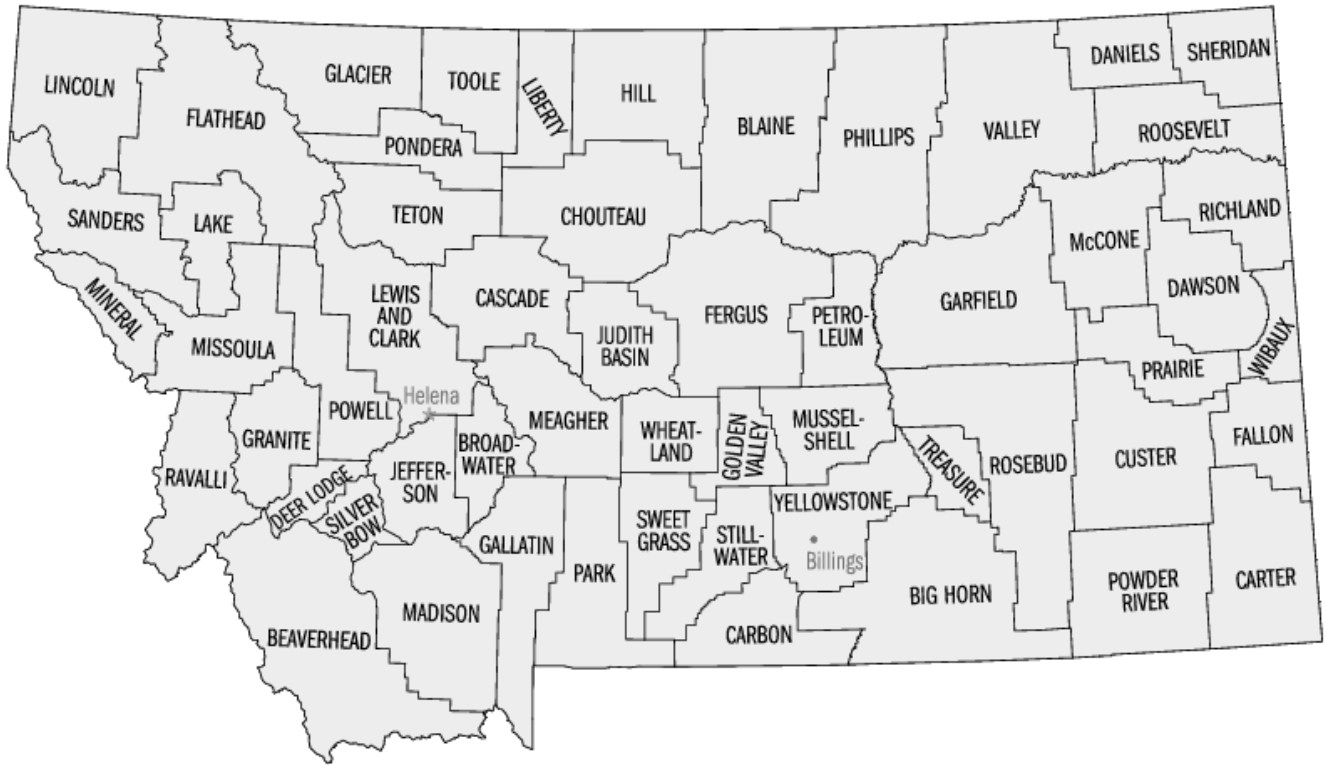 LINCOLN
FLATHEAD
GLACIER
TOOLE
LIBERTY
HILL
BLAINE
PHILLIPS
VALLEY
DANIELS
SHERIDAN
ROOSEVELT
PONDERA
TETON
CHOUTEAU
SANDERS
LAKE
RICHLAND
McCONE
DAWSON
GARFIELD
MINERAL
MISSOULA
LEWIS
AND
CLARK
CASCADE
JUDITH
BASIN
FERGUS
PETRO-
LEUM
WIBAUX
PRAIRIE
Helena
POWELL
GRANITE
RAVALLI
DEER LODGE
SILVER
BOW
JEFFER-
SON
BROAD-
WATER
MEAGHER
WHEAT-
LAND
GOLDEN
VALLEY
MUSSEL-
SHELL
TREASURE
ROSEBUD
CUSTER
FALLON
YELLOWSTONE
Billings
SWEET
GRASS
STILL-
WATER
GALLATIN
PARK
MADISON
BEAVERHEAD
CARBON
BIG HORN
POWDER
RIVER
CARTER